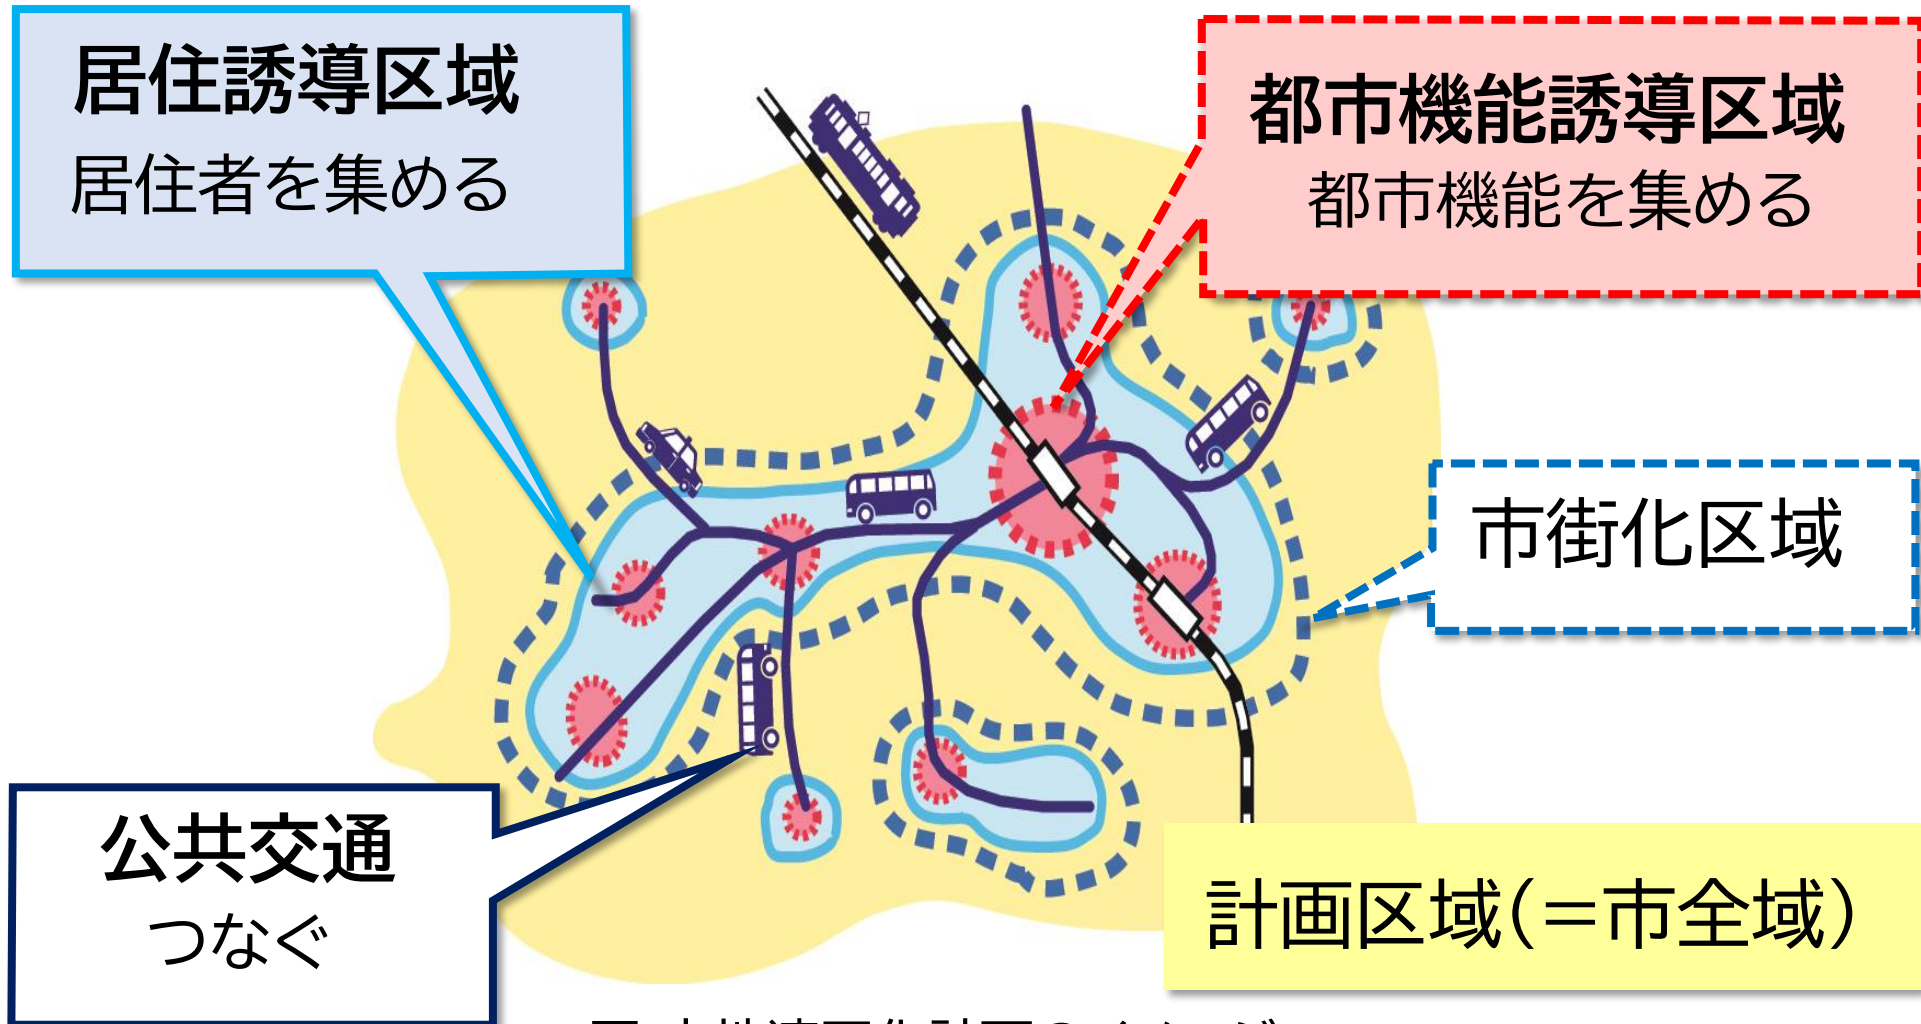 居住誘導区域
居住者を集める
都市機能誘導区域
都市機能を集める
市街化区域
公共交通
つなぐ
計画区域(=市全域)